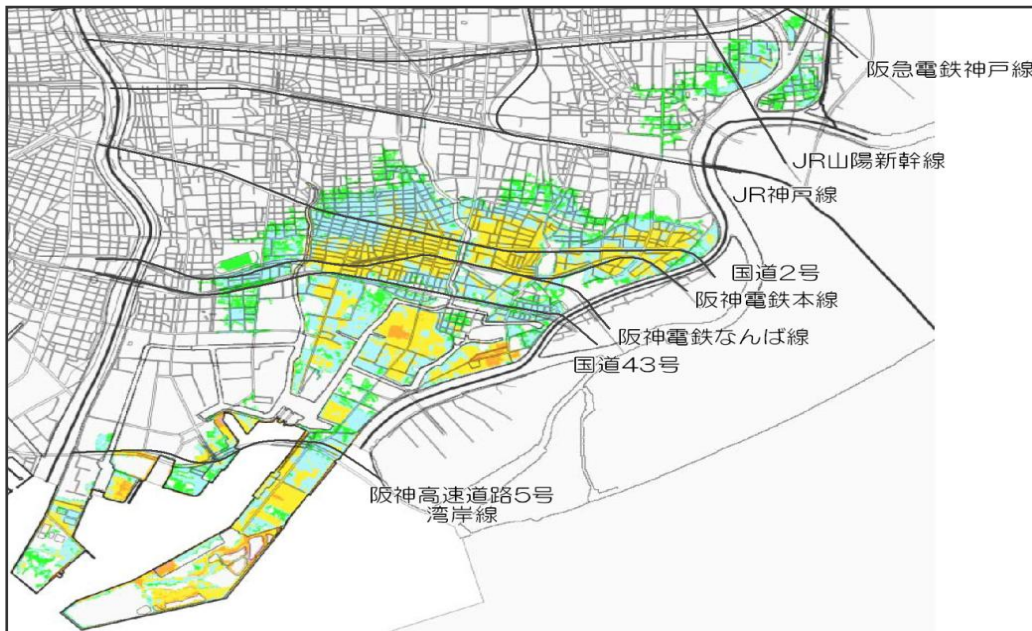 阪急電鉄神戸線
JR山陽新幹線
JR神戸線
国道2号
阪神電鉄本線
阪神電鉄なんば線
国道43号
阪神高速道路5号
湾岸線